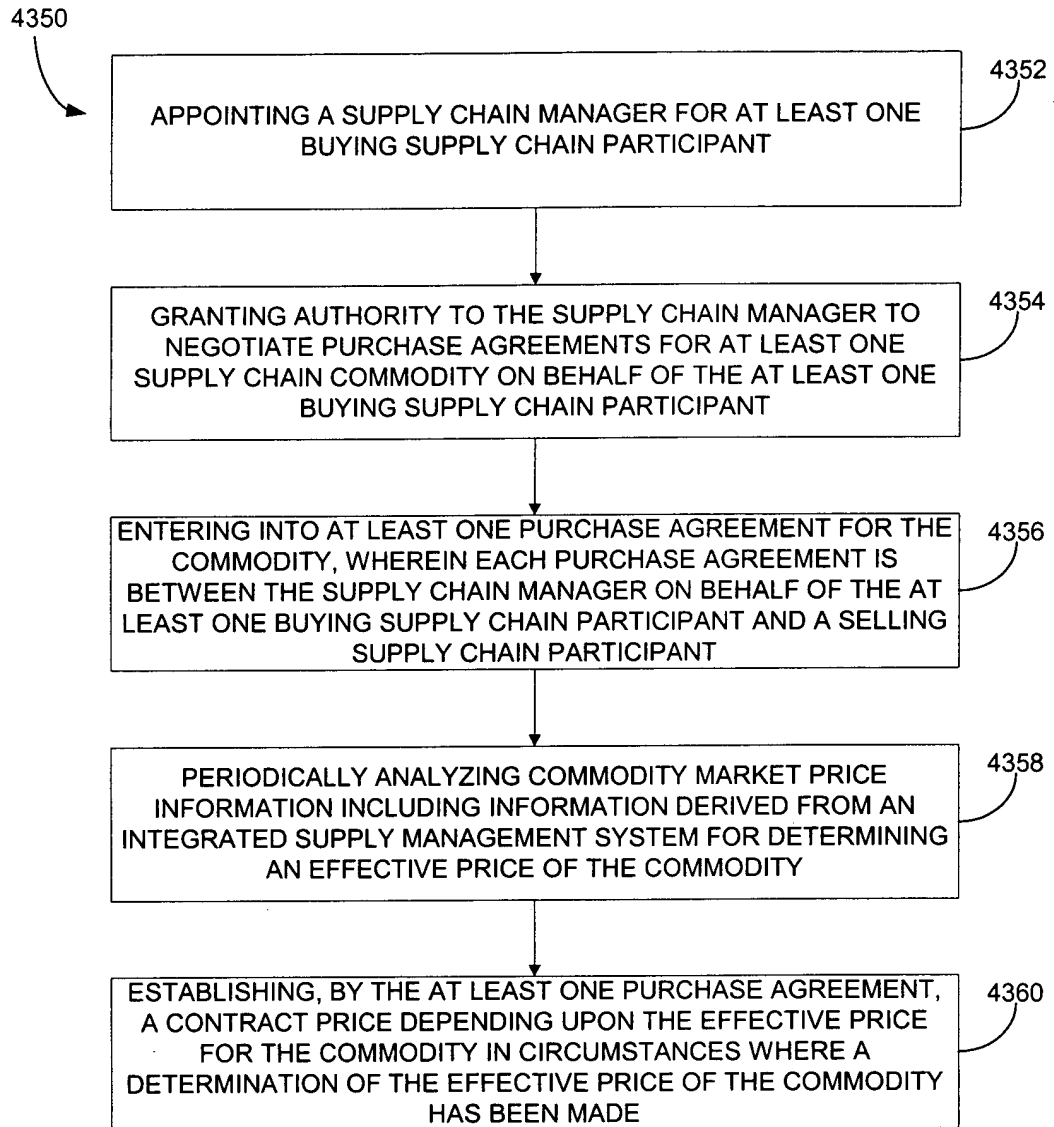 4350
4352
APPOINTING A SUPPLY CHAIN MANAGER FOR AT LEAST ONE
BUYING SUPPLY CHAIN PARTICIPANT
4354
GRANTING AUTHORITY TO THE SUPPLY CHAIN MANAGER TO
NEGOTIATE PURCHASE AGREEMENTS FOR AT LEAST ONE
SUPPLY CHAIN COMMODITY ON BEHALF OF THE AT LEAST ONE
BUYING SUPPLY CHAIN PARTICIPANT
4356
ENTERING INTO AT LEAST ONE PURCHASE AGREEMENT FOR THE
COMMODITY, WHEREIN EACH PURCHASE AGREEMENT IS
BETWEEN THE SUPPLY CHAIN MANAGER ON BEHALF OF THE AT
LEAST ONE BUYING SUPPLY CHAIN PARTICIPANT AND A SELLING
SUPPLY CHAIN PARTICIPANT
4358
PERIODICALLY ANALYZING COMMODITY MARKET PRICE
INFORMATION INCLUDING INFORMATION DERIVED FROM AN
INTEGRATED SUPPLY MANAGEMENT SYSTEM FOR DETERMINING
AN EFFECTIVE PRICE OF THE COMMODITY
4360
ESTABLISHING, BY THE AT LEAST ONE PURCHASE AGREEMENT,
A CONTRACT PRICE DEPENDING UPON THE EFFECTIVE PRICE
FOR THE COMMODITY IN CIRCUMSTANCES WHERE A
DETERMINATION OF THE EFFECTIVE PRICE OF THE COMMODITY
HAS BEEN MADE